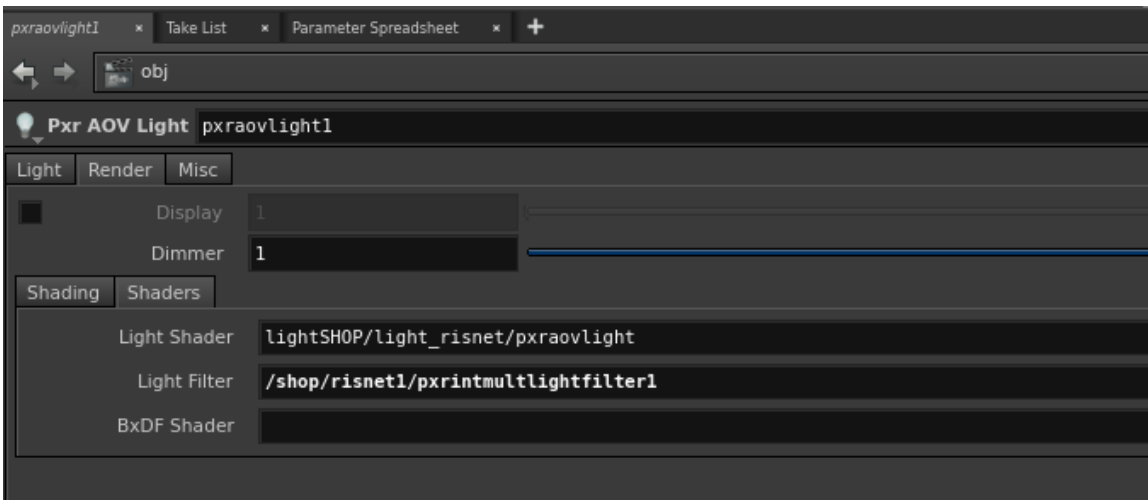 pxraovlight1 × Take List × Parameter Spreadsheet × +
obj
Pxr AOV Light pxraovlight1
Light Render Misc
Display 1
Dimmer 1
Shading Shaders
Light Shader lightSHOP/light_risnet/pxraovlight
Light Filter /shop/risnet1/pxrintmultlightfilter1
BxDF Shader